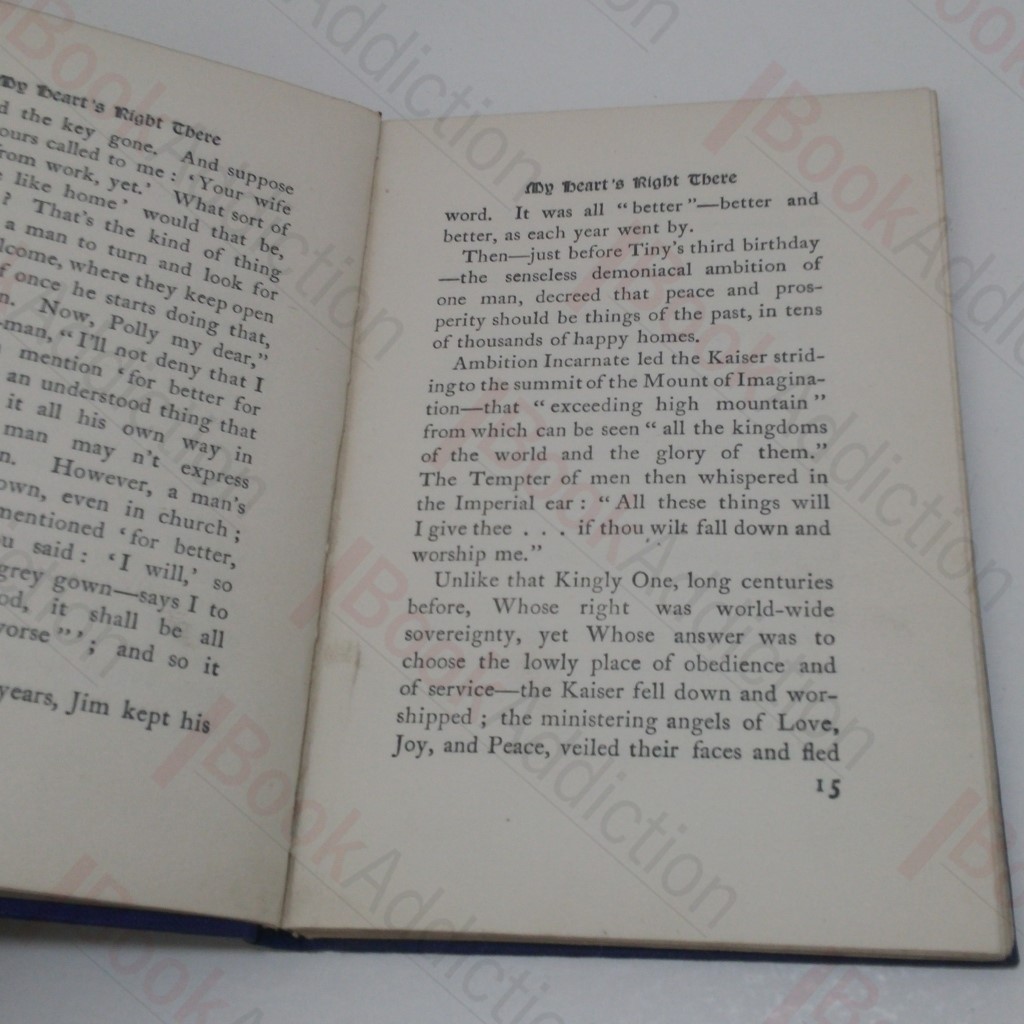 My Heart's Right There
d the key gone. And suppose
ours called to me: ‘Your wife
from work, yet.’ What sort of
like home’ would that be,
? That's the kind of thing
a man to turn and look for
lcome, where they keep open
f once he starts doing that,
n. Now, Polly my dear,”
-man, “I'll not deny that I
mention ‘for better for
an understood thing that
it all his own way in
man may n't express
n. However, a man's
own, even in church;
mentioned ‘for better,
u said: ‘I will,’ so
grey gown—says I to
od, it shall be all
worse”’; and so it
years, Jim kept his
My Heart's Right There
word. It was all “better”—better and
better, as each year went by.
Then—just before Tiny's third birthday
—the senseless demoniacal ambition of
one man, decreed that peace and pros-
perity should be things of the past, in tens
of thousands of happy homes.
Ambition Incarnate led the Kaiser strid-
ing to the summit of the Mount of Imagina-
tion—that “exceeding high mountain”
from which can be seen “all the kingdoms
of the world and the glory of them.”
The Tempter of men then whispered in
the Imperial ear: “All these things will
I give thee . . . if thou wilt fall down and
worship me.”
Unlike that Kingly One, long centuries
before, Whose right was world-wide
sovereignty, yet Whose answer was to
choose the lowly place of obedience and
of service—the Kaiser fell down and wor-
shipped; the ministering angels of Love,
Joy, and Peace, veiled their faces and fled
15
BookAddiction